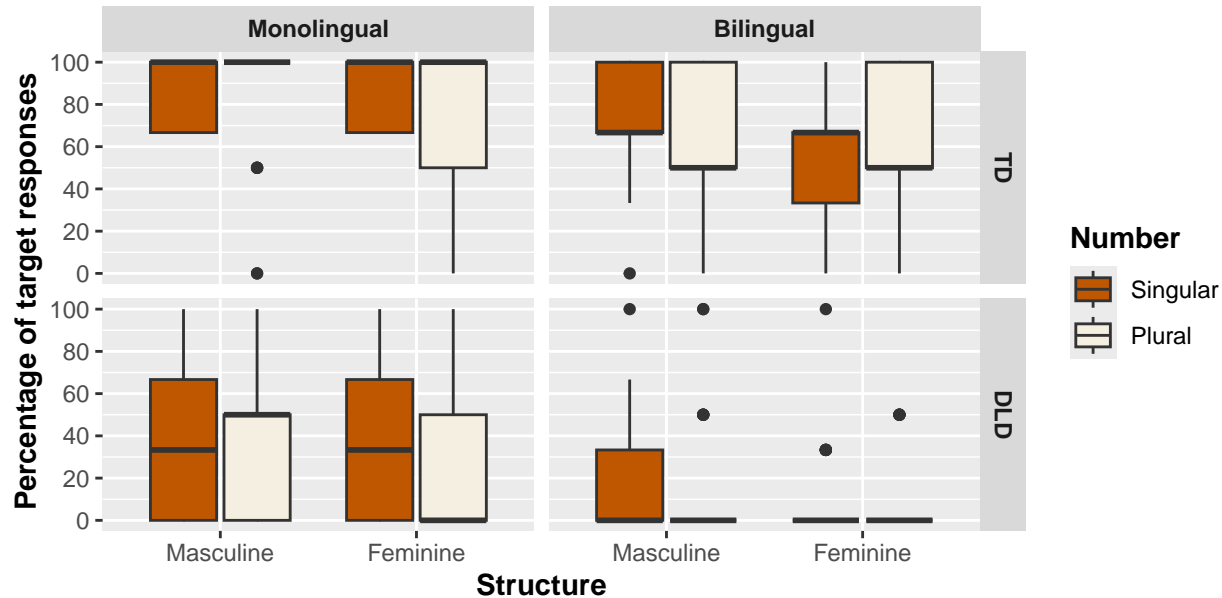 Monolingual
Bilingual
Percentage of target responses
100
80
60
40
20
0
TD
100
80
60
40
20
0
DLD
Masculine
Feminine
Masculine
Feminine
Structure
Number
Singular
Plural